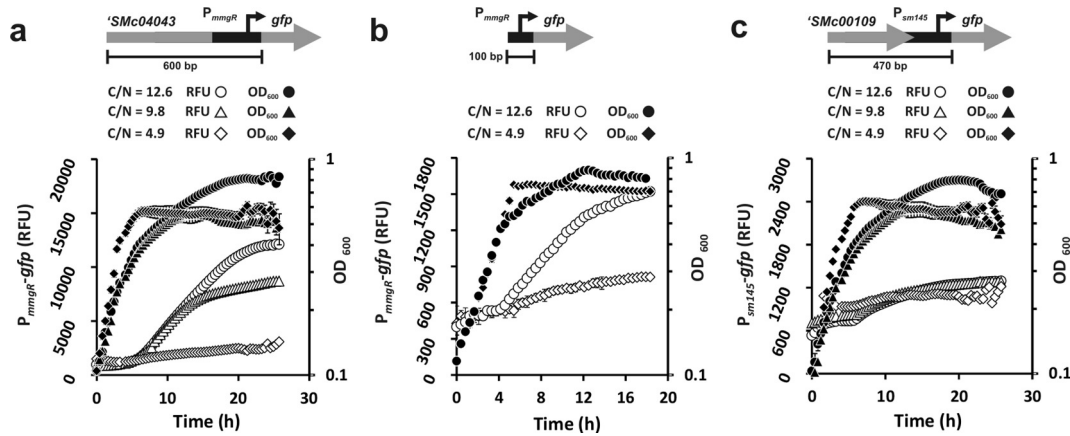 a
'SMc04043
PmmgR
gfp
600 bp
C/N = 12.6 RFU OD600
C/N = 9.8 RFU OD600
C/N = 4.9 RFU OD600
20000
15000
10000
5000
0
PmmgR-gfp (RFU)
1
0.1
OD600
0 10 20 30
Time (h)
b
PmmgR
gfp
100 bp
C/N = 12.6 RFU OD600
C/N = 4.9 RFU OD600
1800
1500
1200
900
600
300
0
PmmgR-gfp (RFU)
1
0.1
OD600
0 4 8 12 16 20
Time (h)
c
'SMc00109
Psm145
gfp
470 bp
C/N = 12.6 RFU OD600
C/N = 9.8 RFU OD600
C/N = 4.9 RFU OD600
3000
2400
1200
600
0
Psm145-gfp (RFU)
1
0.1
OD600
0 10 20 30
Time (h)